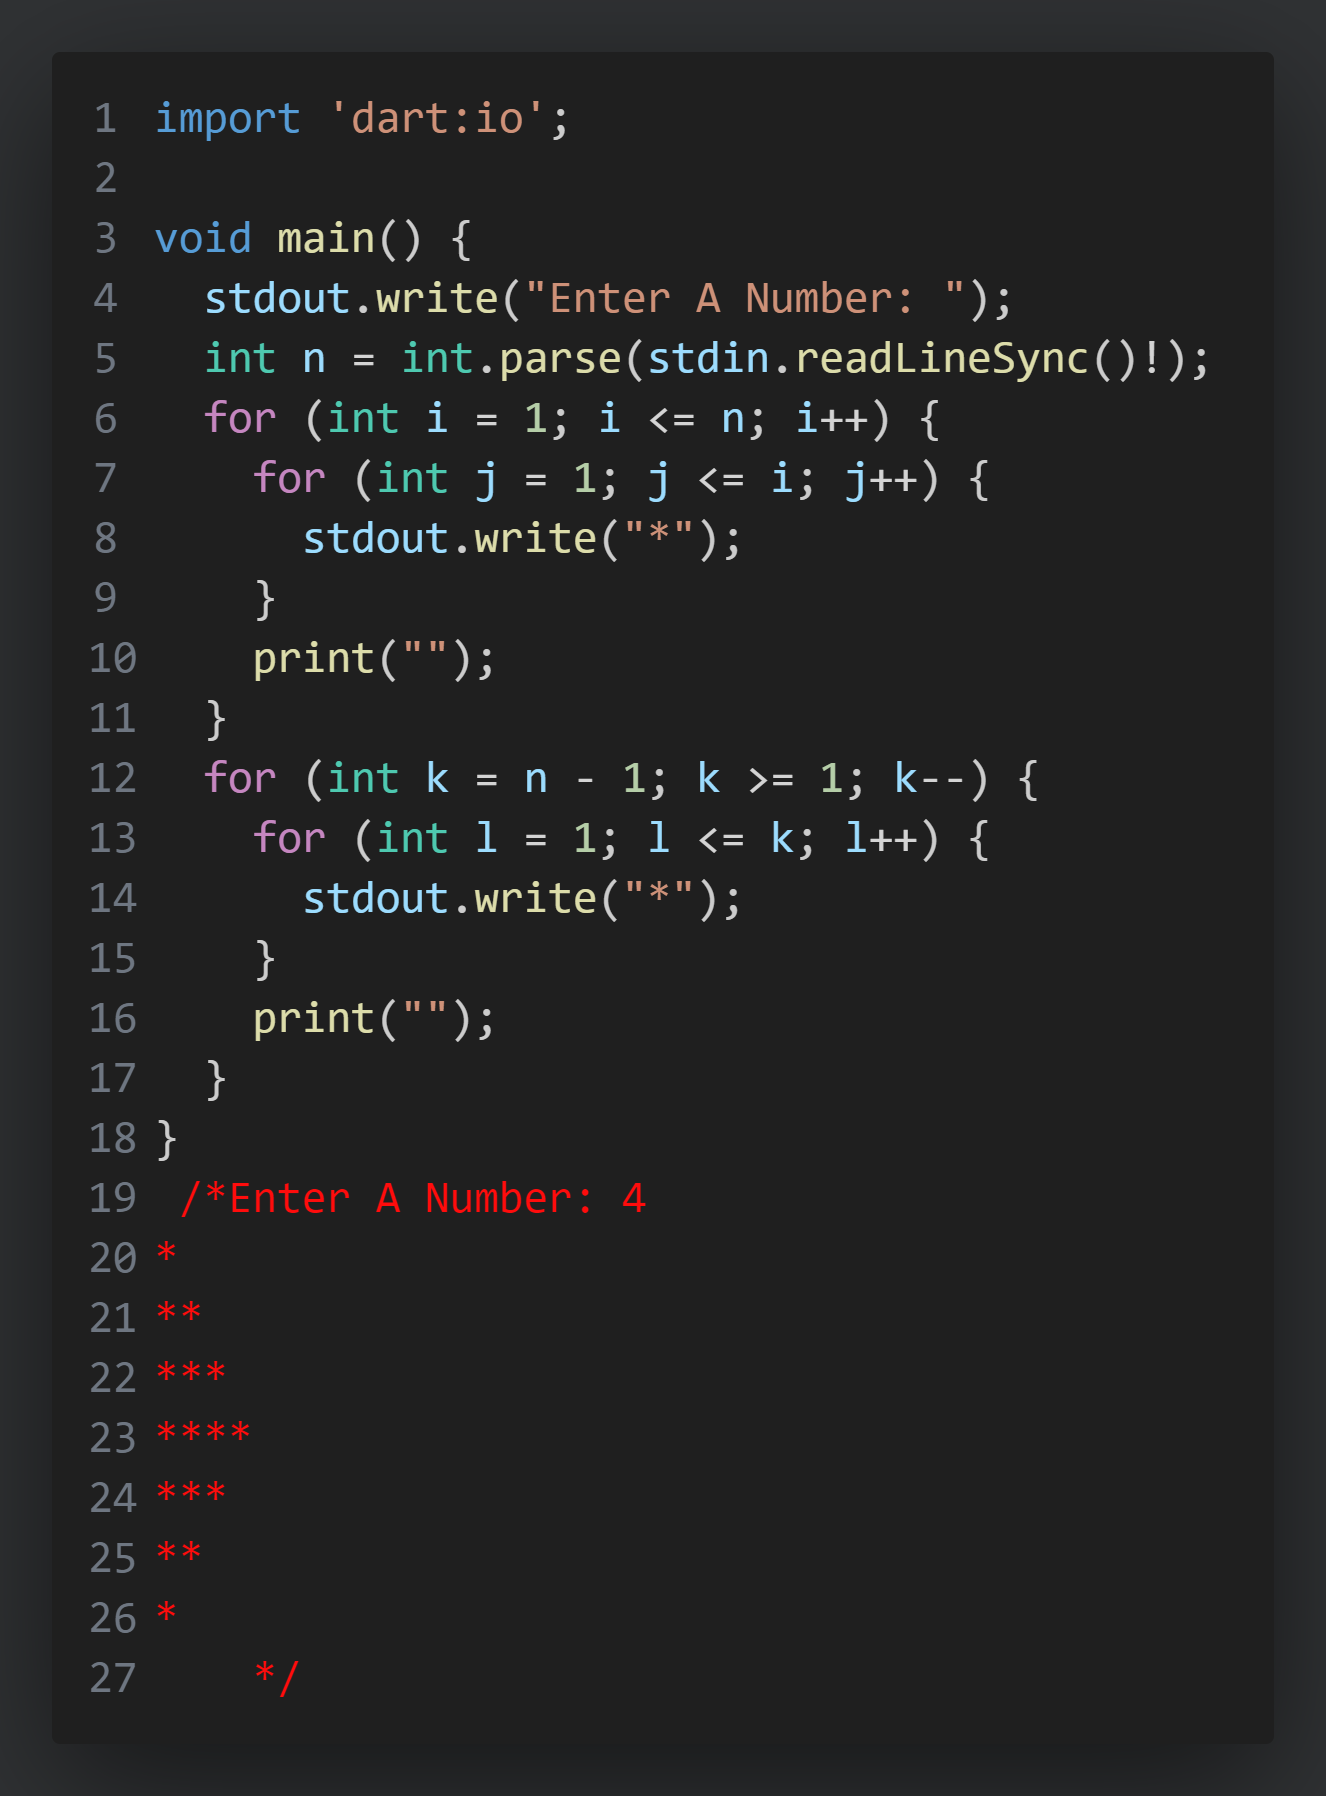 1 import 'dart:io';
2
3 void main() {
4   stdout.write("Enter A Number: ");
5   int n = int.parse(stdin.readLineSync()!);
6   for (int i = 1; i <= n; i++) {
7     for (int j = 1; j <= i; j++) {
8       stdout.write("*");
9     }
10     print("");
11   }
12   for (int k = n - 1; k >= 1; k--) {
13     for (int l = 1; l <= k; l++) {
14       stdout.write("*");
15     }
16     print("");
17   }
18 }
19  /*Enter A Number: 4
20 *
21 **
22 ***
23 ****
24 ***
25 **
26 *
27     */